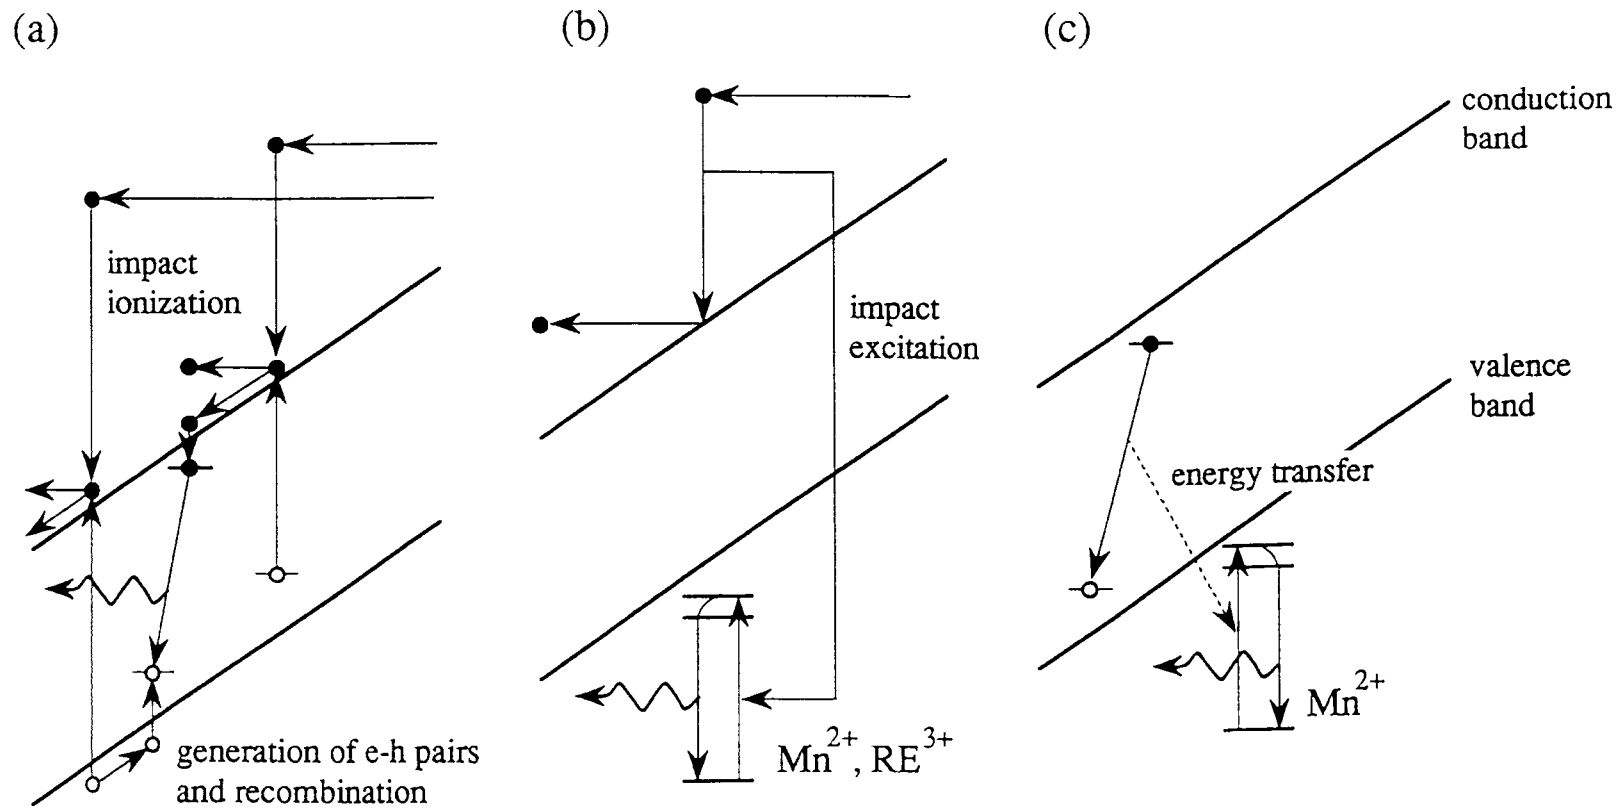 (a)
(b)
(c)
conduction
band
impact
ionization
impact
excitation
valence
band
energy transfer
generation of e-h pairs
and recombination
Mn²⁺, RE³⁺
Mn²⁺